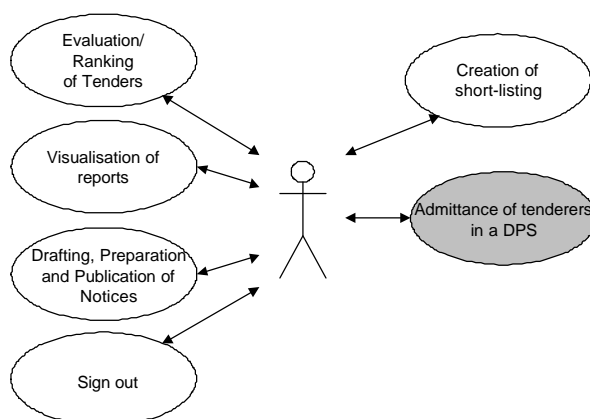 Evaluation/
Ranking
of Tenders
Creation of
short-listing
Visualisation of
reports
Admittance of tenderers
in a DPS
Drafting, Preparation
and Publication of
Notices
Sign out